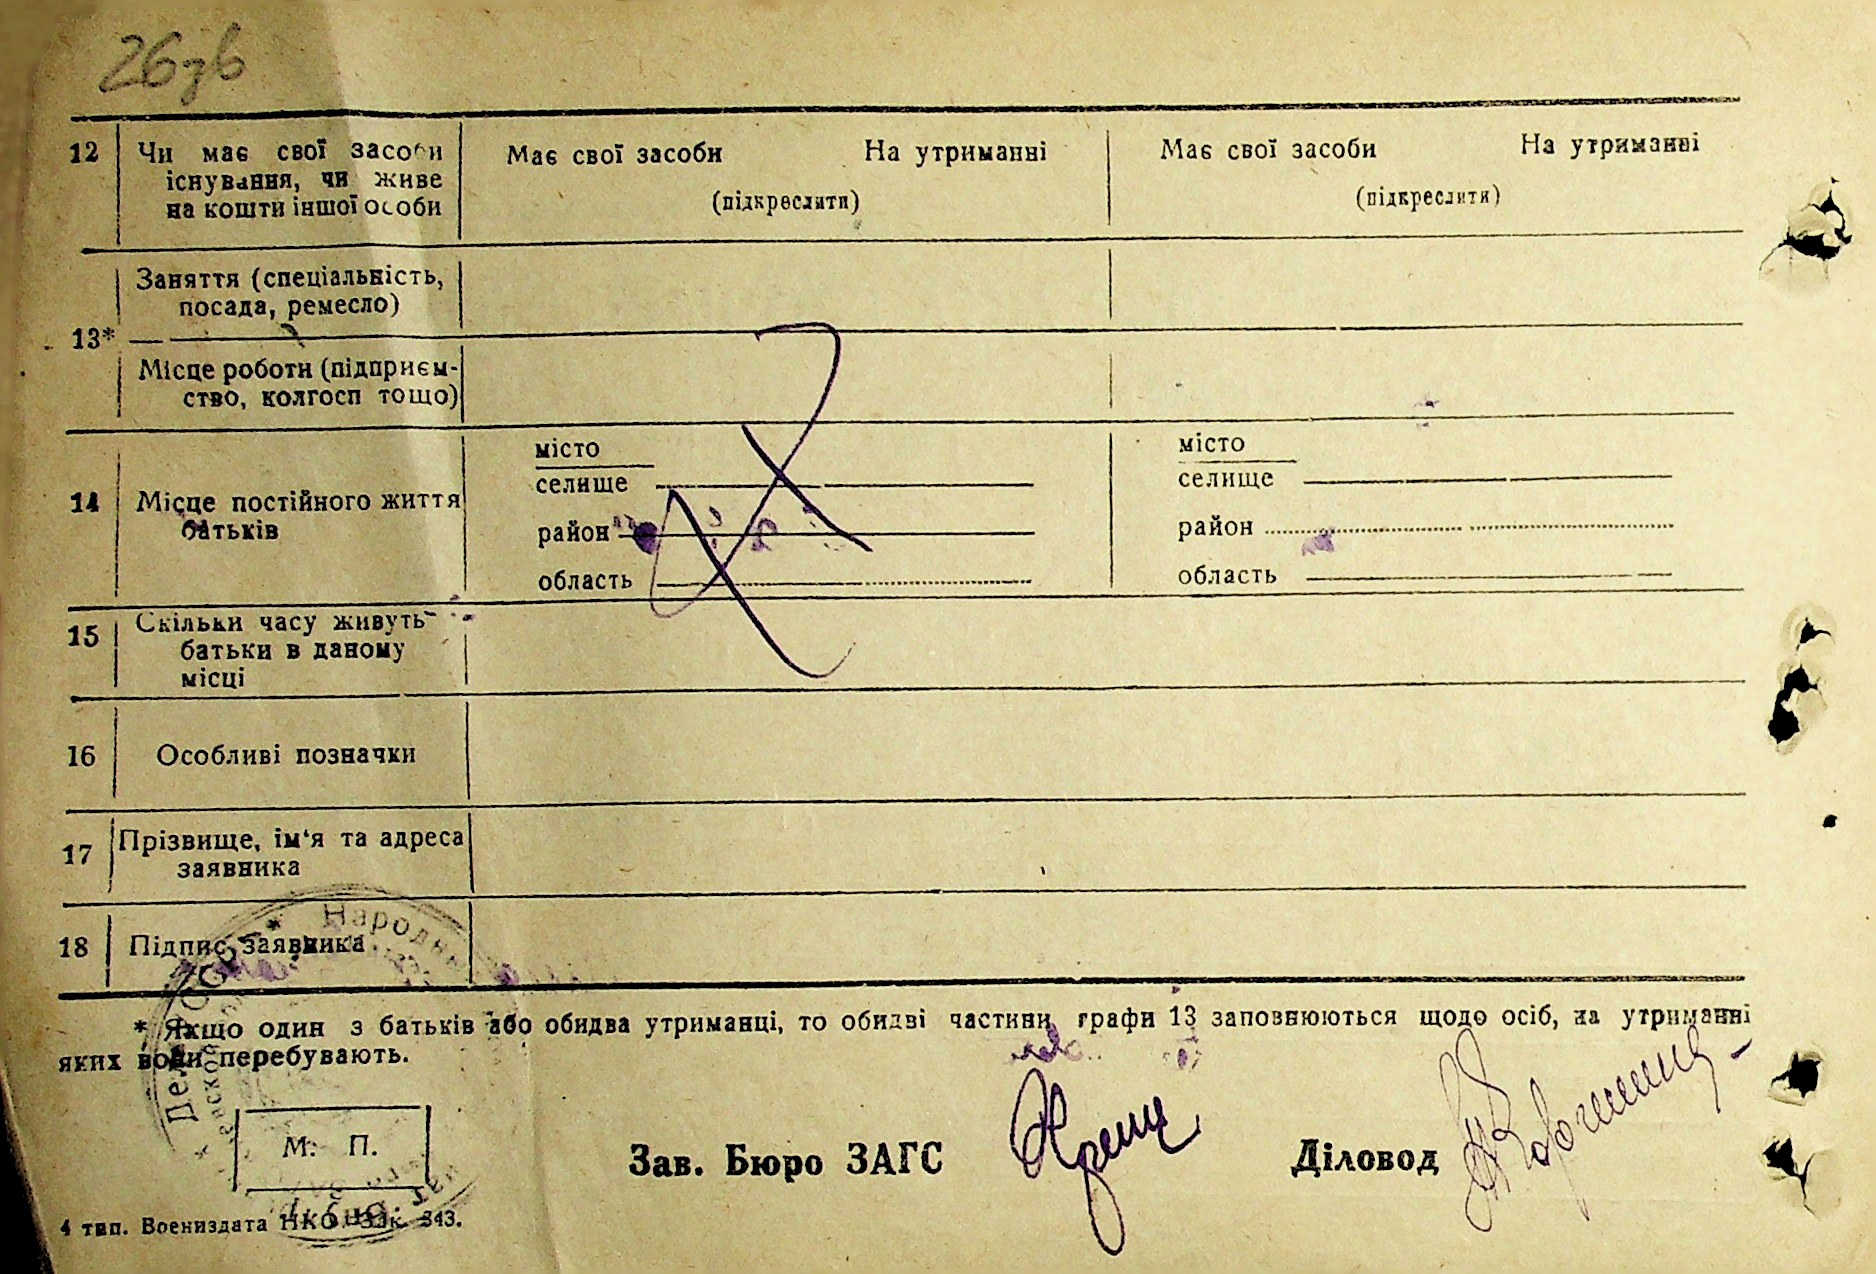 26зв
12 Чи має свої засоби Має свої засоби На утриманні Має свої засоби На утриманні
існування, чи живе (підкреслити) (підкреслити)
на кошти іншої особи
Заняття (спеціальність,
посада, ремесло)
13*
Місце роботи (підприєм-
ство, колгосп тощо)
14 Місце постійного життя
батьків
місто
селище
район
область
місто
селище
район
область
15 Скільки часу живуть
батьки в даному
місці
16 Особливі позначки
17 Прізвище, ім'я та адреса
заявника
18 Підпис заявника
* Якщо один з батьків або обидва утриманці, то обидві частини графи 13 заповнюються щодо осіб, на утриманні
яких вони перебувають.
М. П.
Зав. Бюро ЗАГС Діловод
4 тип. Воениздата НКО. Зак. 343.